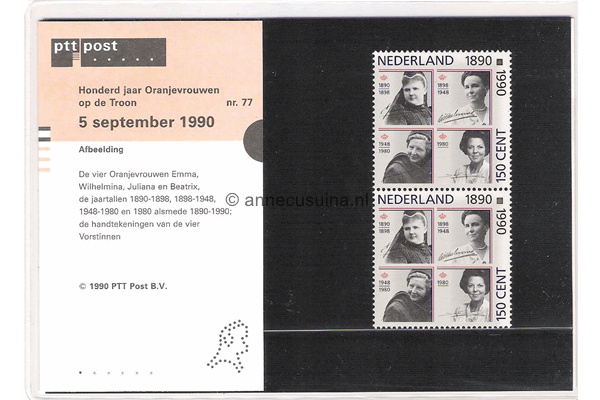 ptt post
Honderd jaar Oranjevrouwen
op de Troon nr. 77
5 september 1990
Afbeelding
De vier Oranjevrouwen Emma,
Wilhelmina, Juliana en Beatrix,
de jaartallen 1890-1898, 1898-1948,
1948-1980 en 1980 alsmede 1890-1990;
de handtekeningen van de vier
Vorstinnen
© 1990 PTT Post B.V.
© annecusuina.nl
NEDERLAND 1890
1990
1890 1898
1898 1948
Wilhelmina
1948 1980
1980
150 CENT
NEDERLAND 1890
1990
1890 1898
1898 1948
Wilhelmina
1948 1980
1980
150 CENT